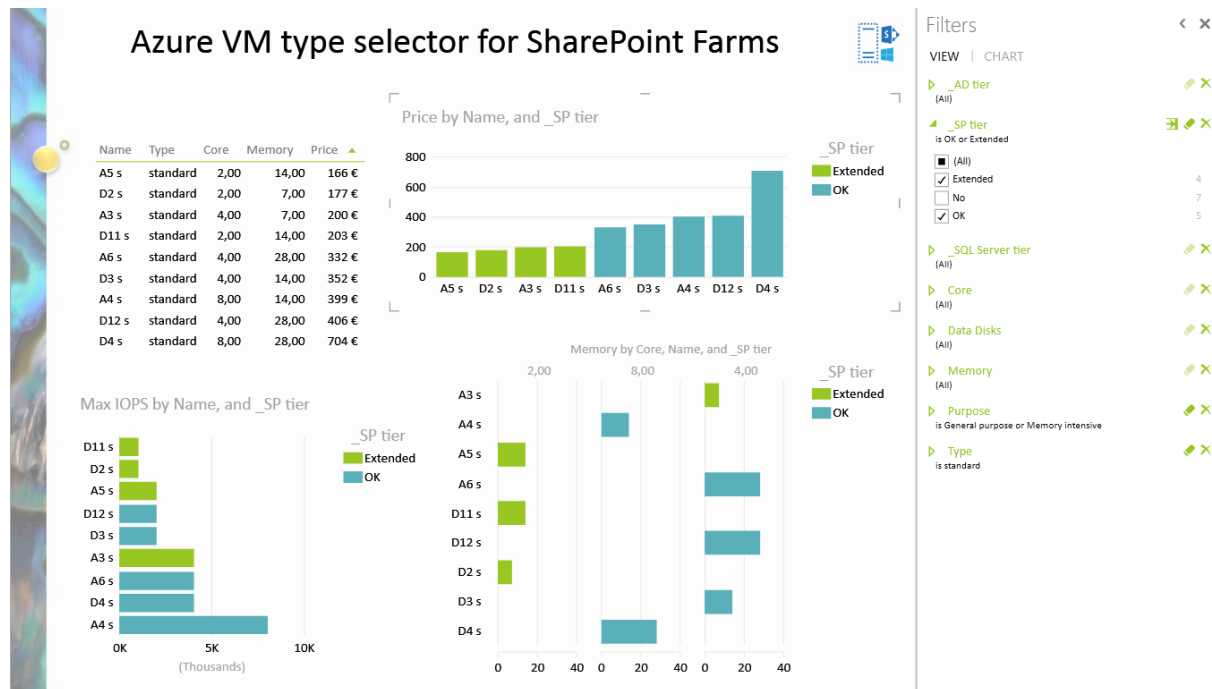 Azure VM type selector for SharePoint Farms
Name Type Core Memory Price
A5 s standard 2,00 14,00 166 €
D2 s standard 2,00 7,00 177 €
A3 s standard 4,00 7,00 200 €
D11 s standard 2,00 14,00 203 €
A6 s standard 4,00 28,00 332 €
D3 s standard 4,00 14,00 352 €
A4 s standard 8,00 14,00 399 €
D12 s standard 4,00 28,00 406 €
D4 s standard 8,00 28,00 704 €
Price by Name, and _SP tier
800
600
400
200
0
A5 s D2 s A3 s D11 s A6 s D3 s A4 s D12 s D4 s
_SP tier
Extended
OK
Max IOPS by Name, and _SP tier
D11 s
D2 s
A5 s
D12 s
D3 s
A3 s
A6 s
D4 s
A4 s
0K 5K 10K
(Thousands)
_SP tier
Extended
OK
Memory by Core, Name, and _SP tier
2,00 8,00 4,00
A3 s
A4 s
A5 s
A6 s
D11 s
D12 s
D2 s
D3 s
D4 s
0 20 40 0 20 40 0 20 40
_SP tier
Extended
OK
Filters
VIEW | CHART
_AD tier
(All)
_SP tier
is OK or Extended
(All)
Extended 4
No 7
OK 5
_SQL Server tier
(All)
Core
(All)
Data Disks
(All)
Memory
(All)
Purpose
is General purpose or Memory intensive
Type
is standard